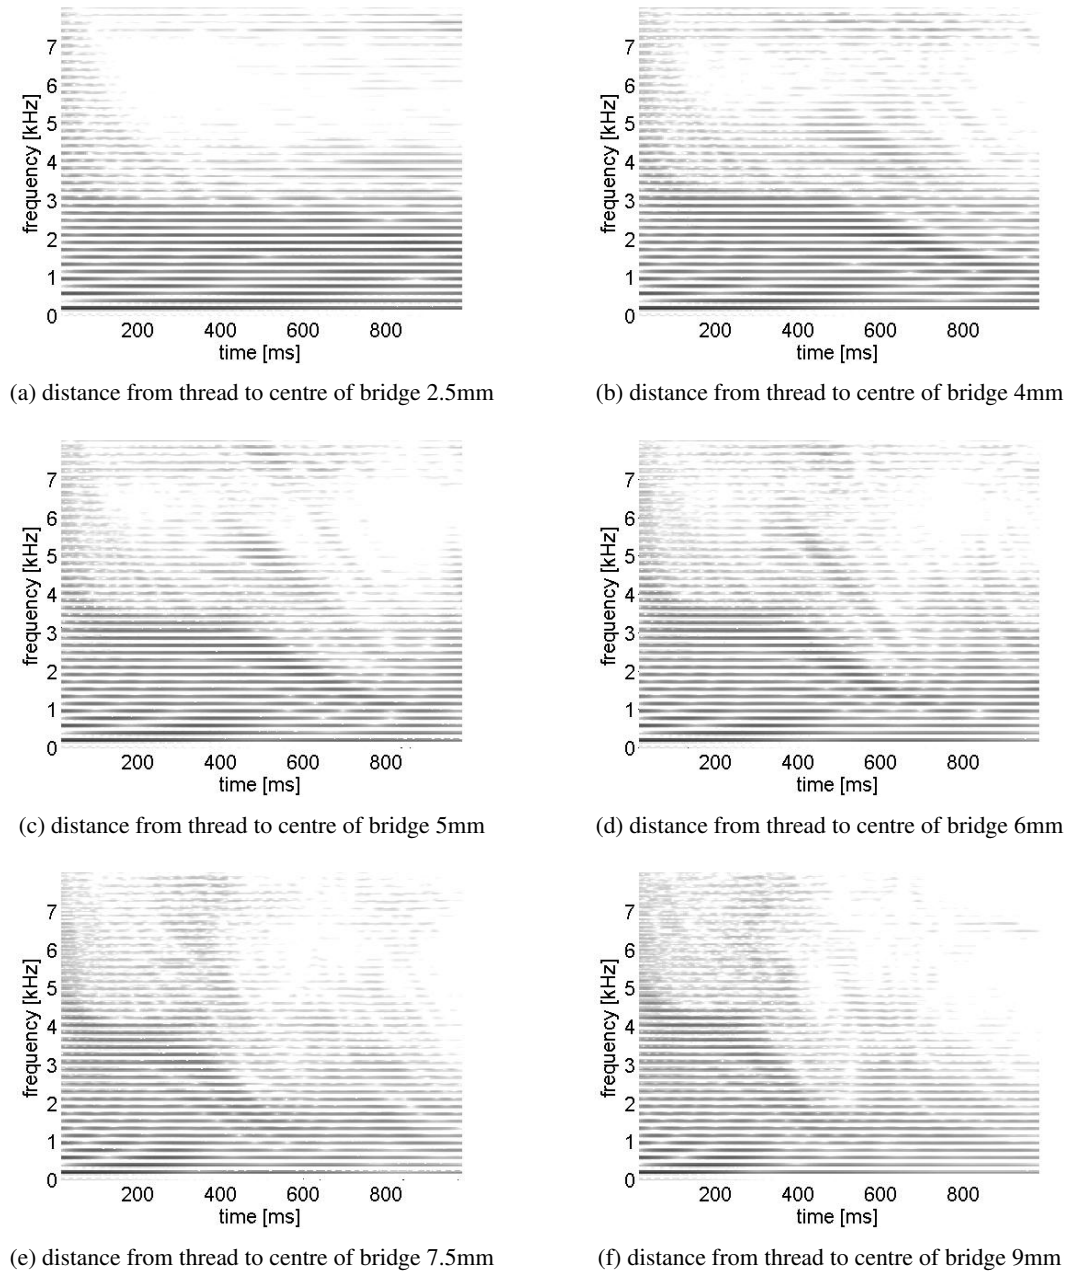 frequency [kHz]
7
6
5
4
3
2
1
0
200 400 600 800
time [ms]
(a) distance from thread to centre of bridge 2.5mm
frequency [kHz]
7
6
5
4
3
2
1
0
200 400 600 800
time [ms]
(b) distance from thread to centre of bridge 4mm
frequency [kHz]
7
6
5
4
3
2
1
0
200 400 600 800
time [ms]
(c) distance from thread to centre of bridge 5mm
frequency [kHz]
7
6
5
4
3
2
1
0
200 400 600 800
time [ms]
(d) distance from thread to centre of bridge 6mm
frequency [kHz]
7
6
5
4
3
2
1
0
200 400 600 800
time [ms]
(e) distance from thread to centre of bridge 7.5mm
frequency [kHz]
7
6
5
4
3
2
1
0
200 400 600 800
time [ms]
(f) distance from thread to centre of bridge 9mm